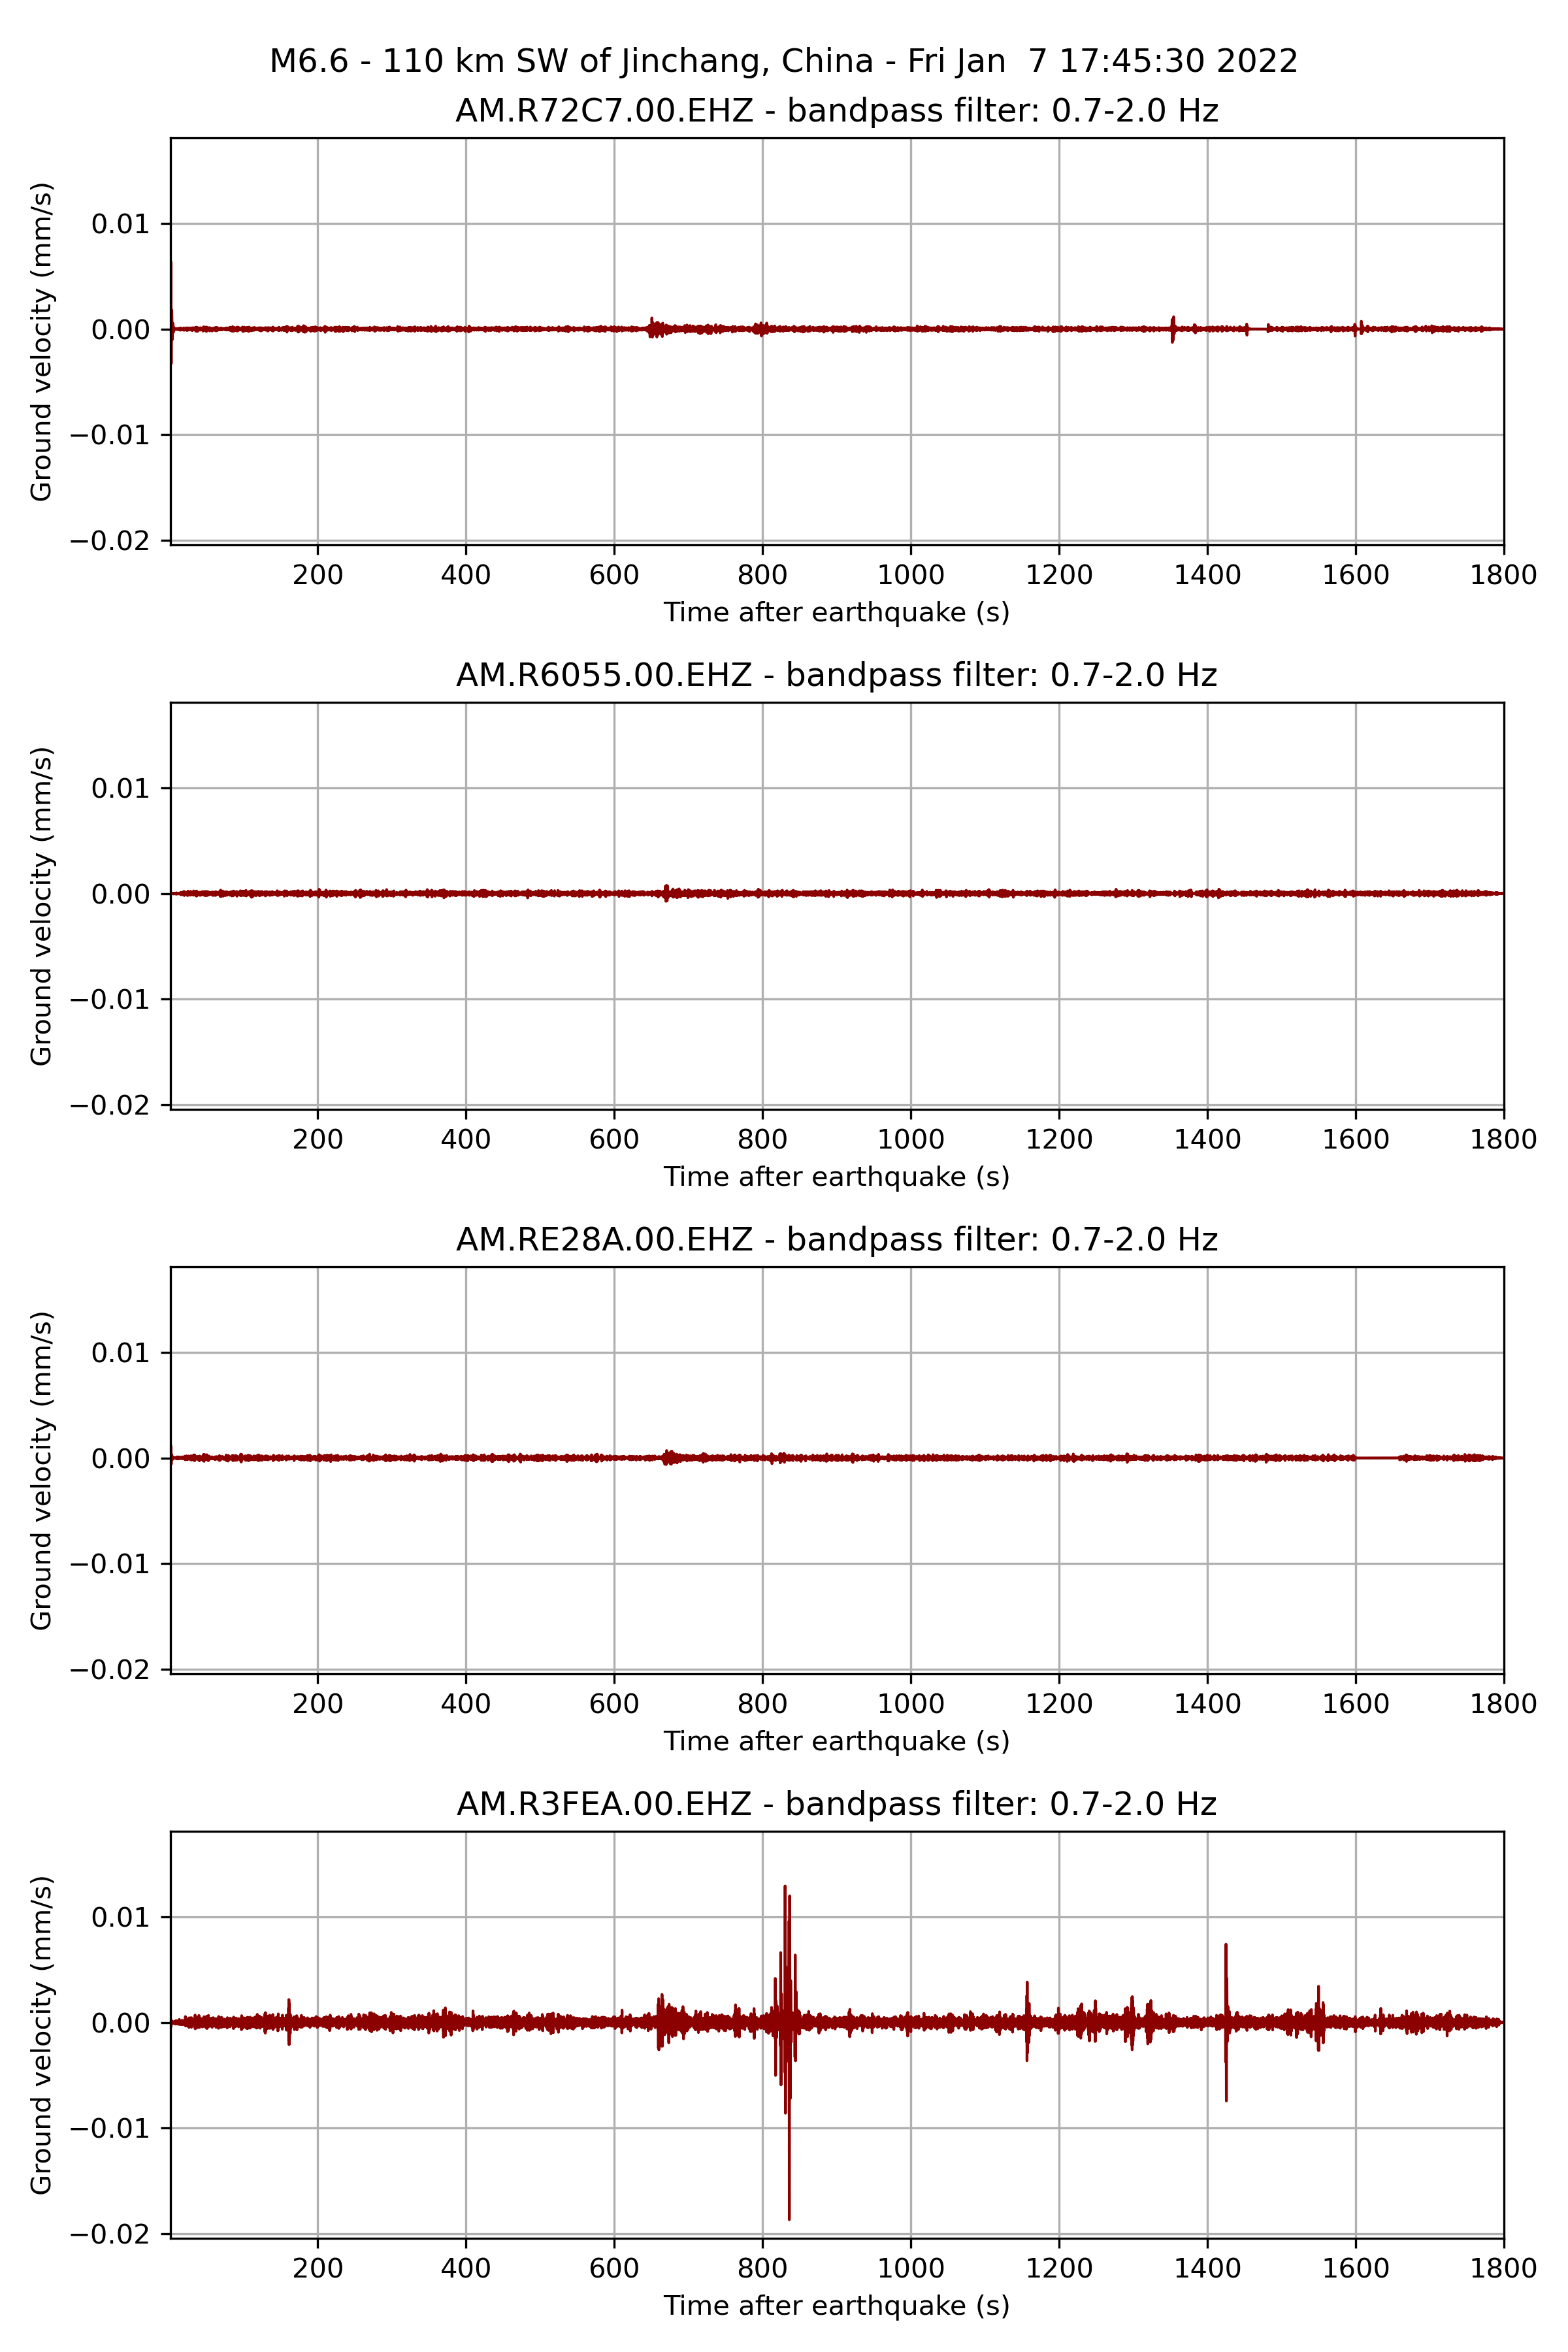 M6.6 - 110 km SW of Jinchang, China - Fri Jan  7 17:45:30 2022
AM.R72C7.00.EHZ - bandpass filter: 0.7-2.0 Hz
Ground velocity (mm/s)
0.01
0.00
−0.01
−0.02
200 400 600 800 1000 1200 1400 1600 1800
Time after earthquake (s)
AM.R6055.00.EHZ - bandpass filter: 0.7-2.0 Hz
Ground velocity (mm/s)
0.01
0.00
−0.01
−0.02
200 400 600 800 1000 1200 1400 1600 1800
Time after earthquake (s)
AM.RE28A.00.EHZ - bandpass filter: 0.7-2.0 Hz
Ground velocity (mm/s)
0.01
0.00
−0.01
−0.02
200 400 600 800 1000 1200 1400 1600 1800
Time after earthquake (s)
AM.R3FEA.00.EHZ - bandpass filter: 0.7-2.0 Hz
Ground velocity (mm/s)
0.01
0.00
−0.01
−0.02
200 400 600 800 1000 1200 1400 1600 1800
Time after earthquake (s)